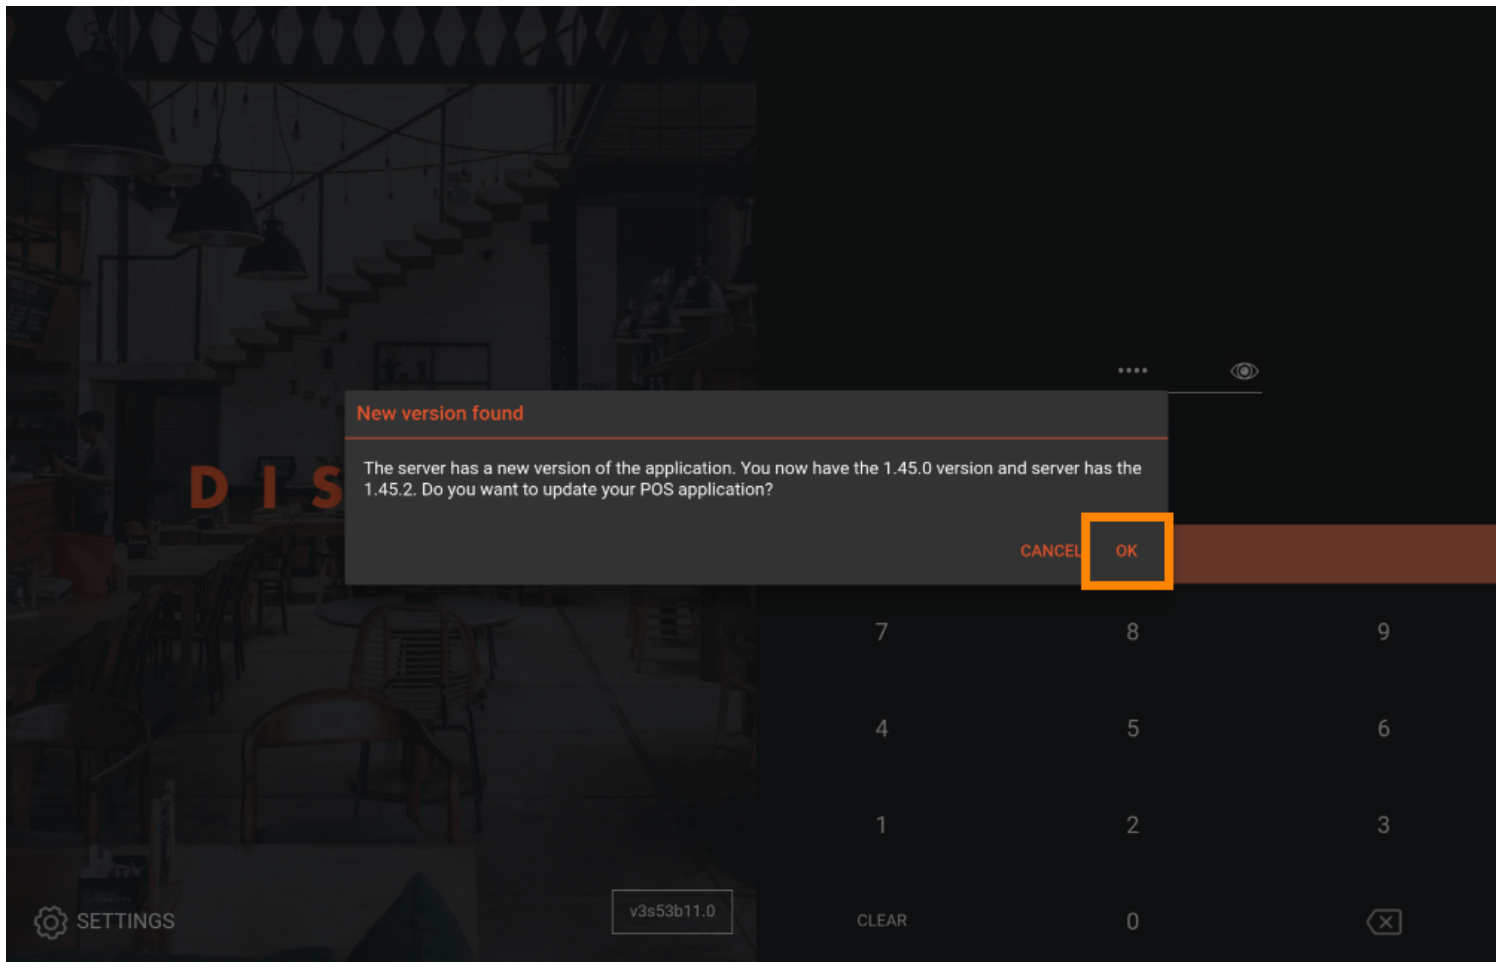 ••••
New version found
The server has a new version of the application. You now have the 1.45.0 version and server has the
1.45.2. Do you want to update your POS application?
CANCEL OK
DIS
7 8 9
4 5 6
1 2 3
CLEAR 0
SETTINGS
v3s53b11.0